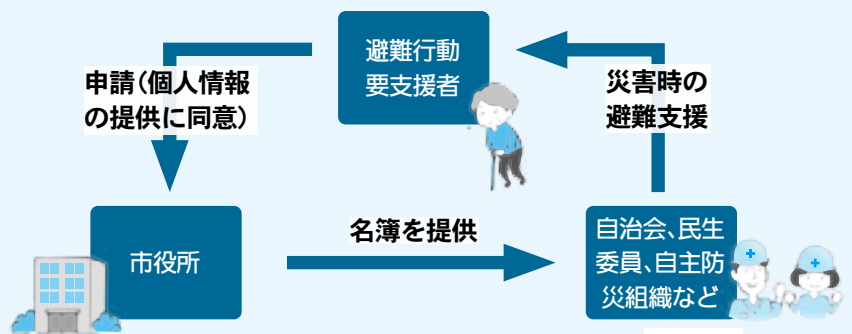 避難行動
要支援者
申請(個人情報
の提供に同意)
災害時の
避難支援
市役所
名簿を提供
自治会、民生
委員、自主防
災組織など